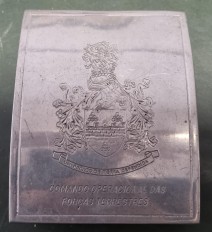 COMANDO OPERACIONAL DAS
FORÇAS TERRESTRES